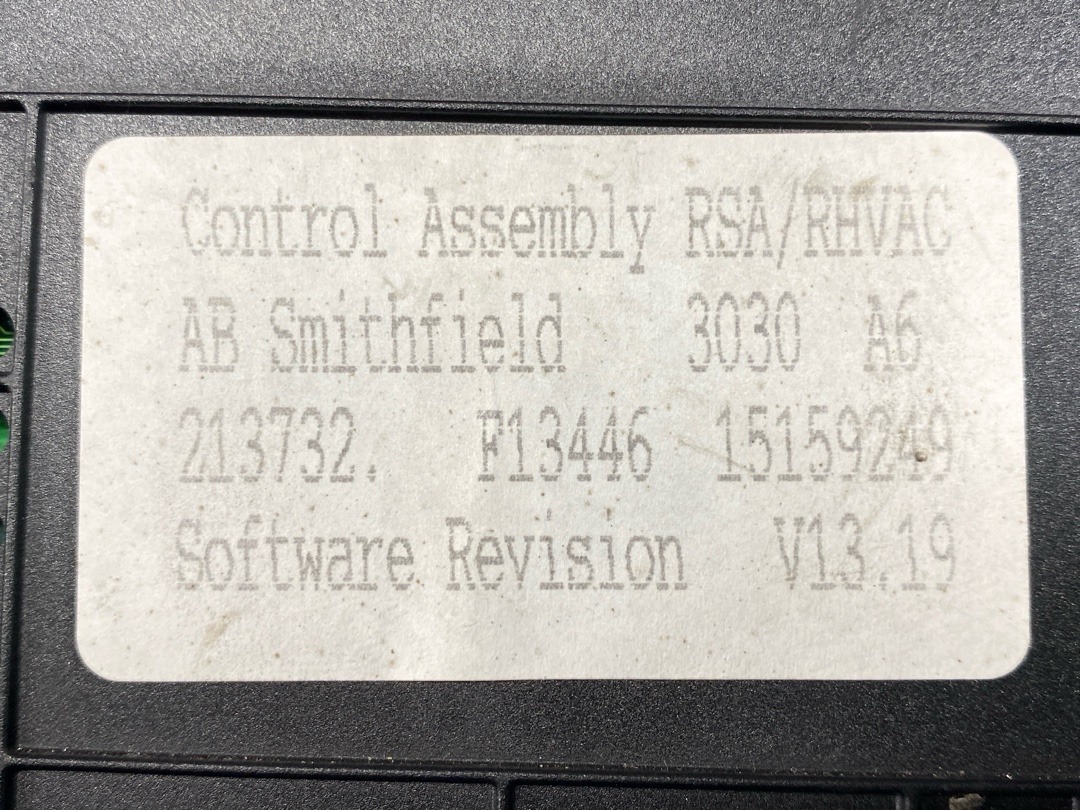 Control Assembly RSA/RHVAC
AB Smithfield 3030 A6
213732. F13446 15159249
Software Revision V13.19